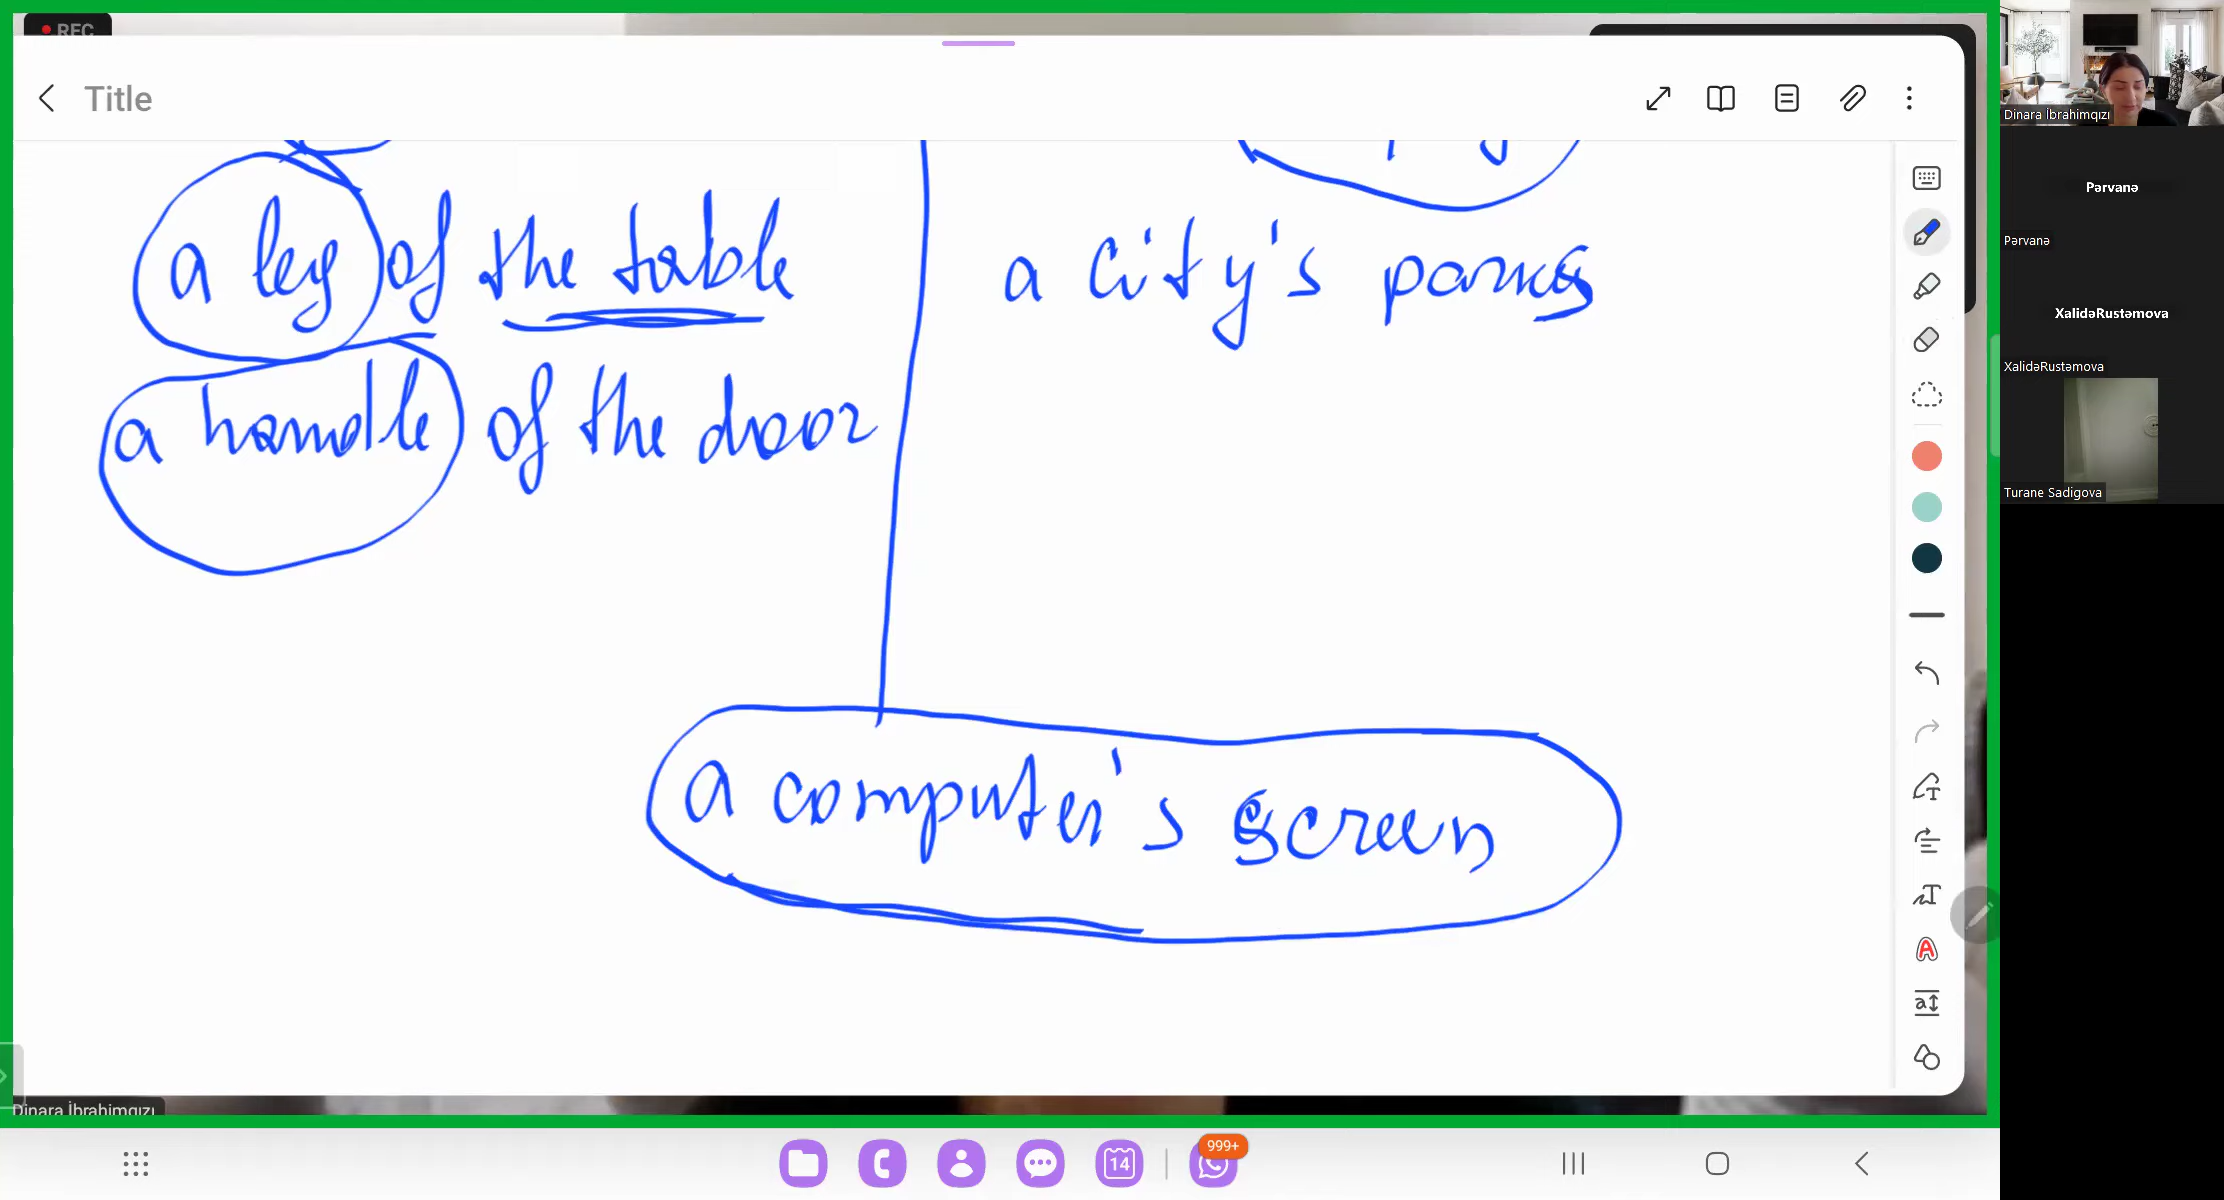 REC
Title
a leg of the table
a handle of the door
a city's parks
a computer's screen
Dinara İbrahimqızı
14
999+
Dinara İbrahimqızı
Pərvanə
Pərvanə
XalidəRustəmova
XalidəRustəmova
Turane Sadigova